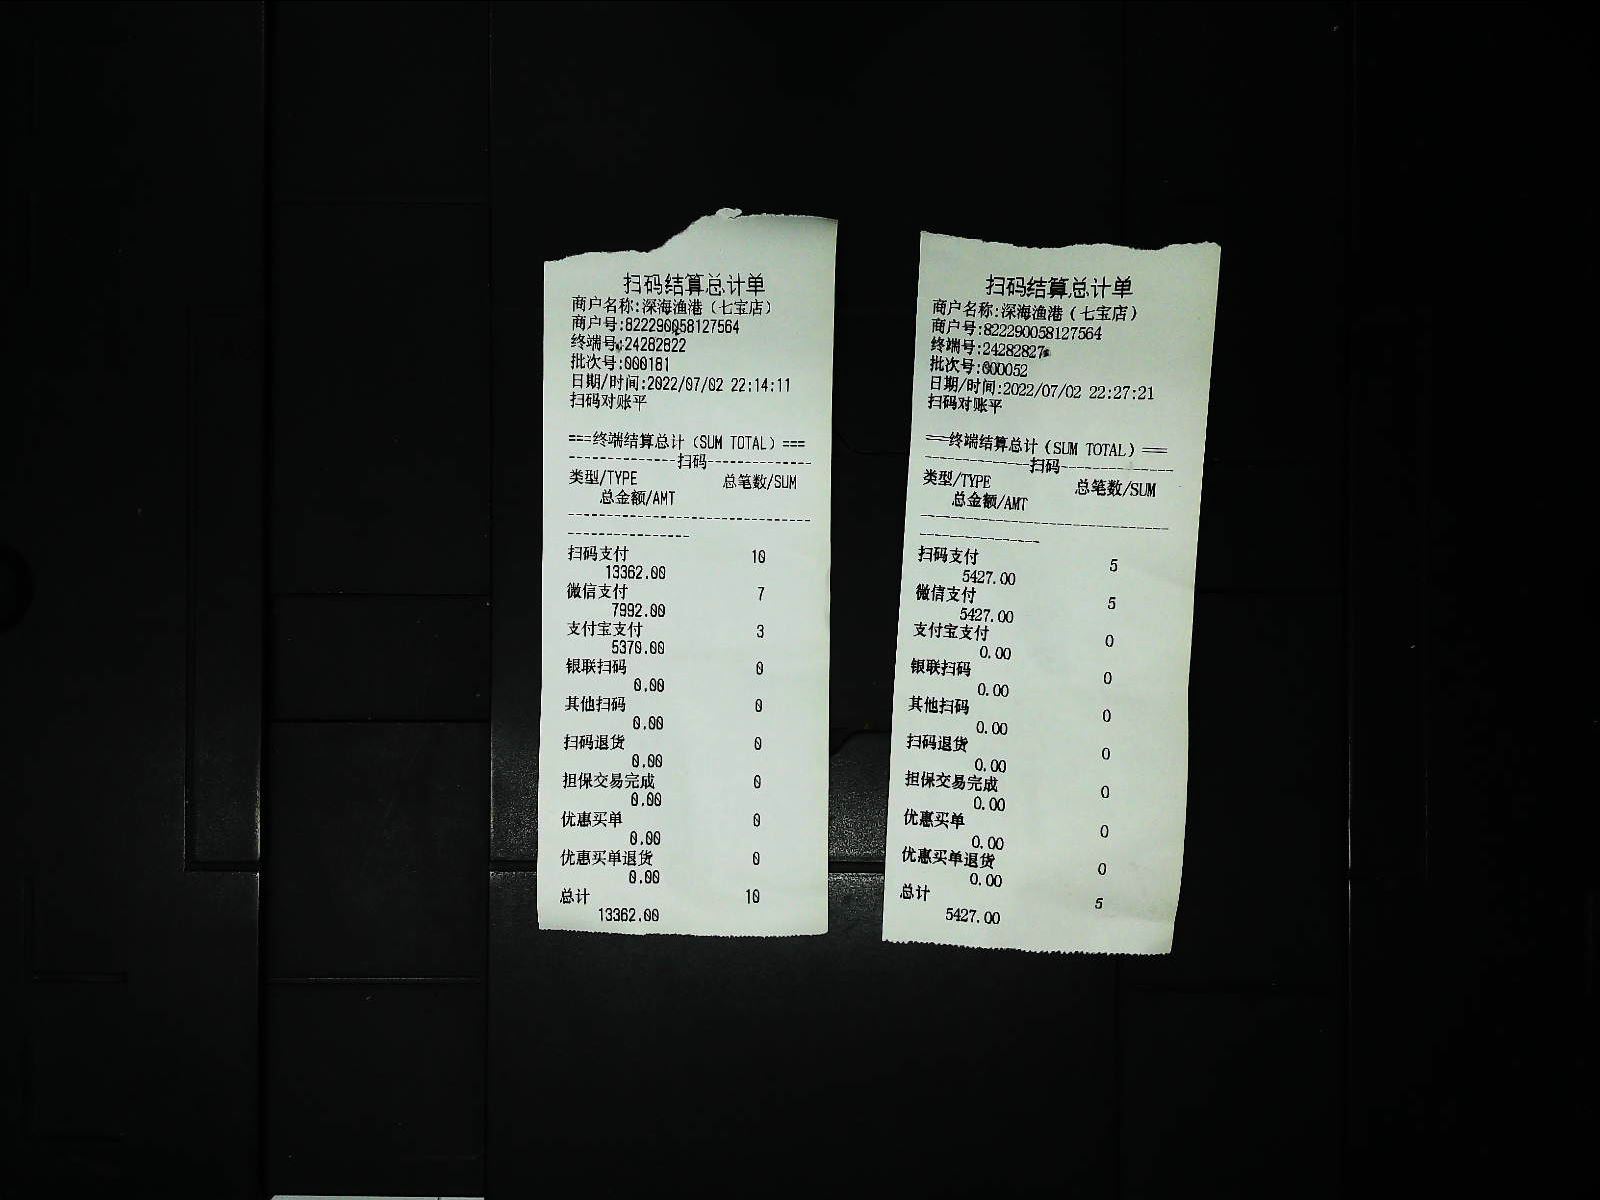 扫码结算总计单
商户名称:深海渔港（七宝店）
商户号:822290058127564
终端号:24282822
批次号:000181
日期/时间:2022/07/02 22:14:11
扫码对账平
===终端结算总计（SUM TOTAL）===
---------------扫码---------------
类型/TYPE 总笔数/SUM
总金额/AMT
扫码支付 10
13362.00
微信支付 7
7992.00
支付宝支付 3
5370.00
银联扫码 0
0.00
其他扫码 0
0.00
扫码退货 0
0.00
担保交易完成 0
0.00
优惠买单 0
0.00
优惠买单退货 0
0.00
总计 10
13362.00
扫码结算总计单
商户名称:深海渔港（七宝店）
商户号:822290058127564
终端号:24282827
批次号:000052
日期/时间:2022/07/02 22:27:21
扫码对账平
===终端结算总计（SUM TOTAL）===
---------------扫码---------------
类型/TYPE 总笔数/SUM
总金额/AMT
扫码支付 5
5427.00
微信支付 5
5427.00
支付宝支付 0
0.00
银联扫码 0
0.00
其他扫码 0
0.00
扫码退货 0
0.00
担保交易完成 0
0.00
优惠买单 0
0.00
优惠买单退货 0
0.00
总计 5
5427.00